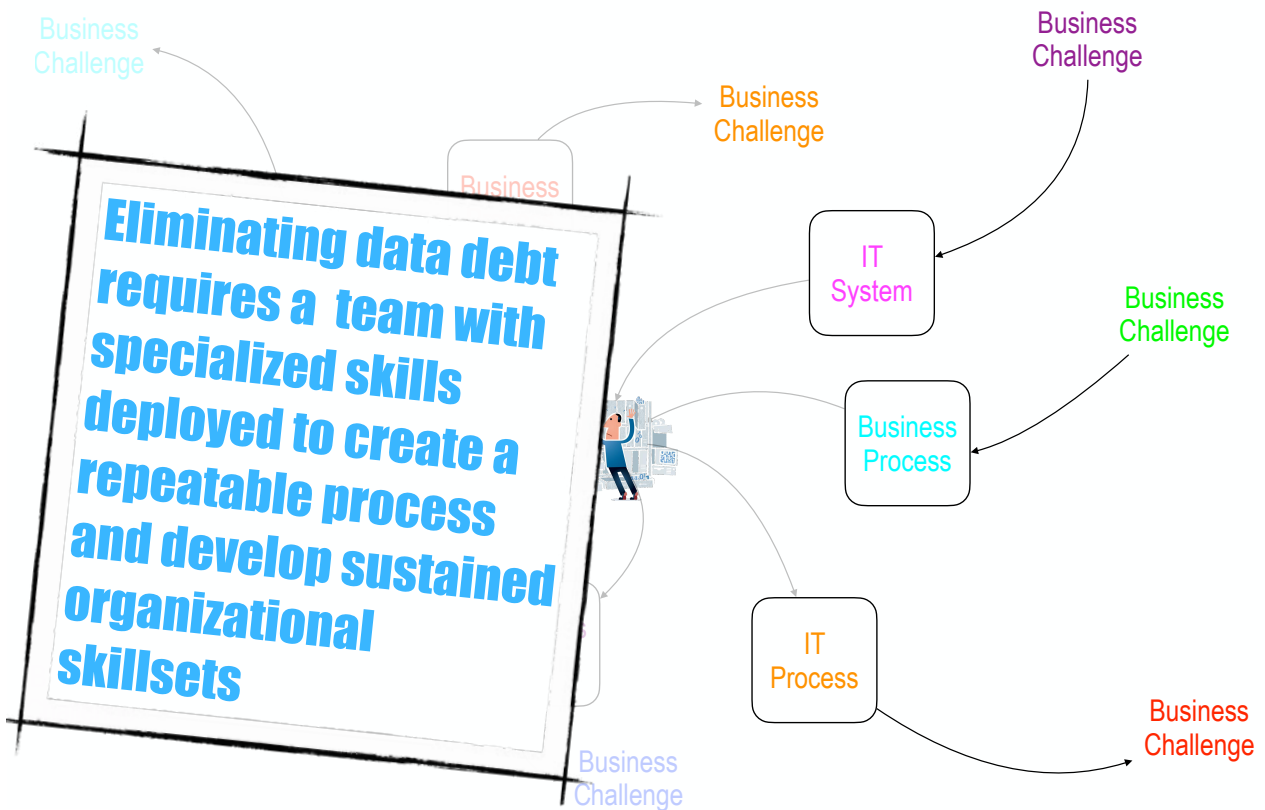 Business
Challenge
Business
Challenge
Business
Challenge
Business
Eliminating data debt
requires a  team with
specialized skills
deployed to create a
repeatable process
and develop sustained
organizational
skillsets
IT
System
Business
Challenge
Business
Process
IT
Process
Business
Challenge
Business
Challenge